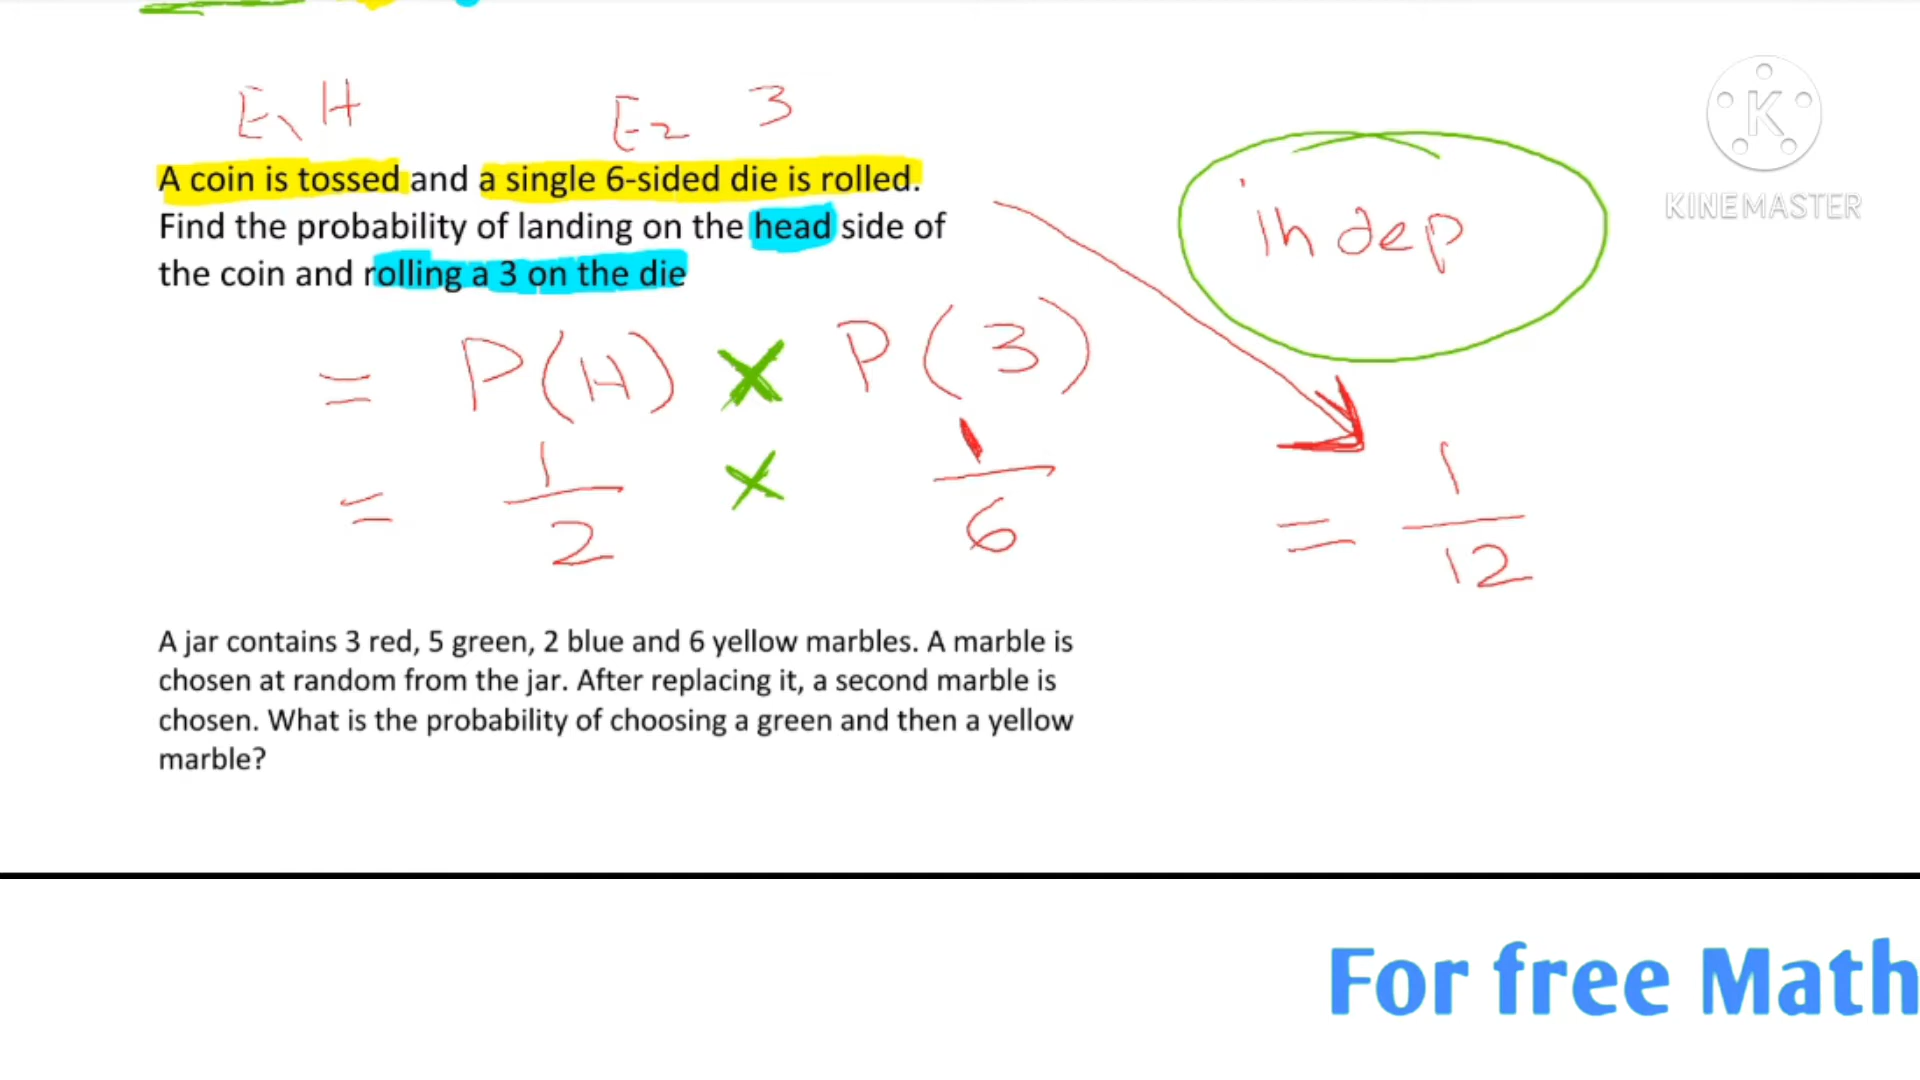 E1 H E2 3
A coin is tossed and a single 6-sided die is rolled.
Find the probability of landing on the head side of
the coin and rolling a 3 on the die
indep
KINEMASTER
= P(H) × P(3)
= 1/2 × 1/6 = 1/12
A jar contains 3 red, 5 green, 2 blue and 6 yellow marbles. A marble is
chosen at random from the jar. After replacing it, a second marble is
chosen. What is the probability of choosing a green and then a yellow
marble?
For free Math